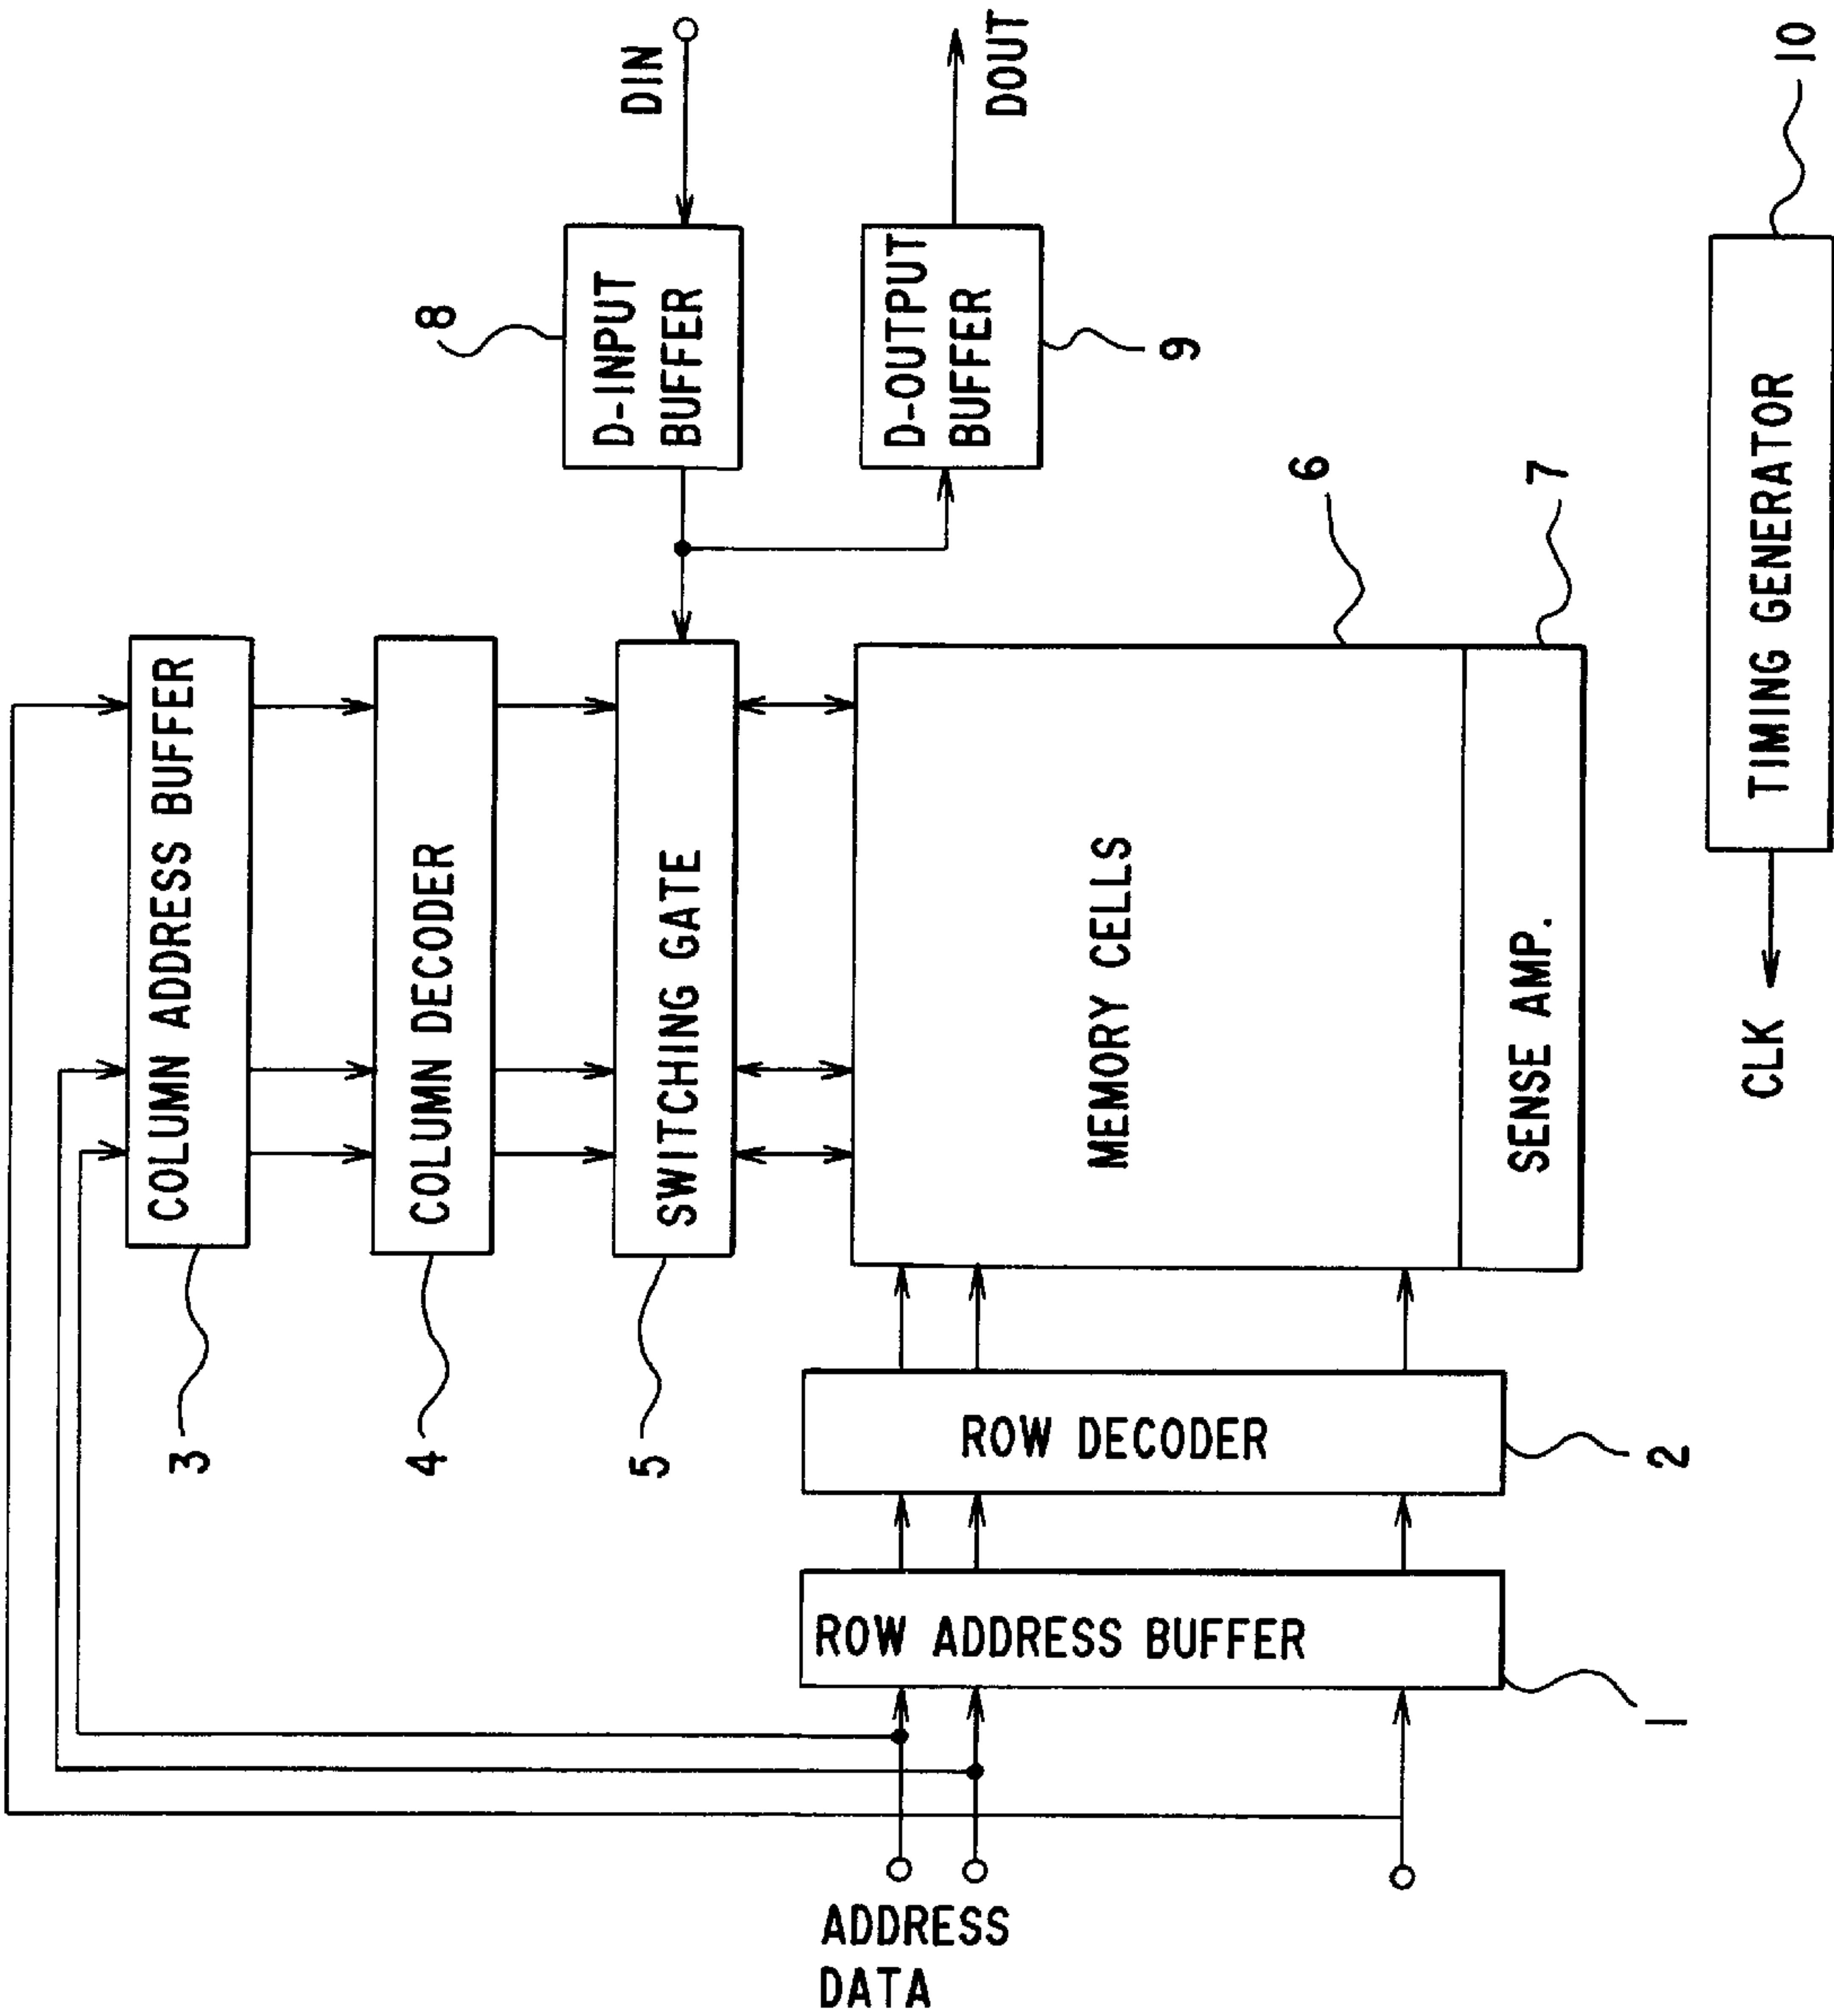 COLUMN ADDRESS BUFFER
3
COLUMN DECODER
4
SWITCHING GATE
5
D-INPUT
BUFFER
8
DIN
D-OUTPUT
BUFFER
9
DOUT
MEMORY CELLS
6
SENSE AMP.
7
ROW DECODER
2
ROW ADDRESS BUFFER
1
ADDRESS
DATA
CLK
TIMING GENERATOR
10